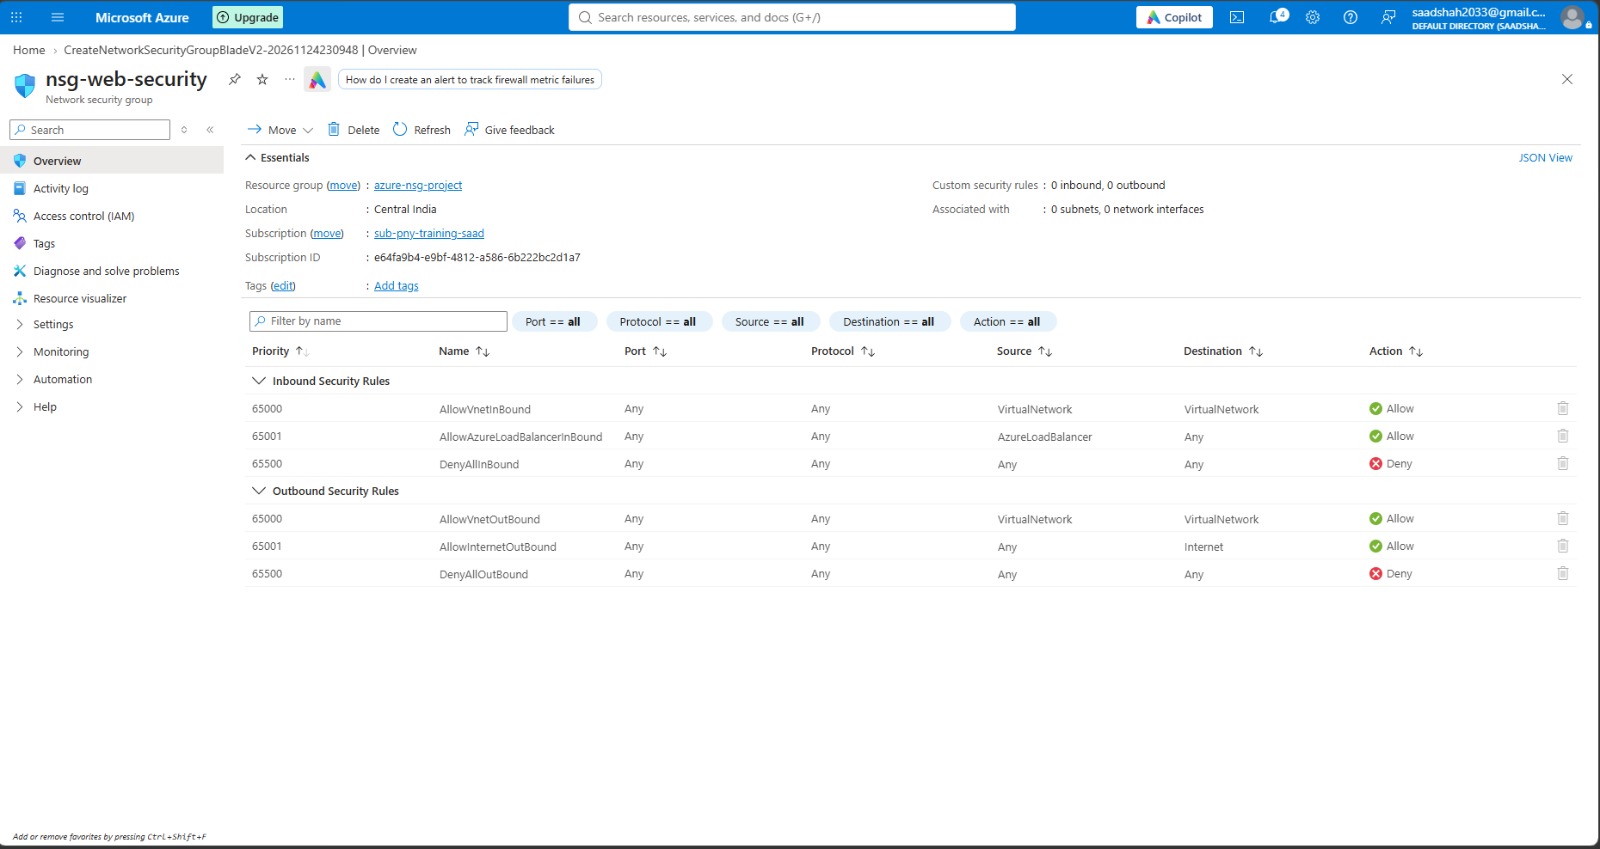 Microsoft Azure Upgrade Search resources, services, and docs (G+/) Copilot 4 saadshah2033@gmail.c...
DEFAULT DIRECTORY (SAADSHA...
Home > CreateNetworkSecurityGroupBladeV2-20261124230948 | Overview
nsg-web-security ... How do I create an alert to track firewall metric failures
Network security group
Search
Move Delete Refresh Give feedback
Overview
Activity log
Access control (IAM)
Tags
Diagnose and solve problems
Resource visualizer
Settings
Monitoring
Automation
Help
Essentials JSON View
Resource group (move) : azure-nsg-project Custom security rules : 0 inbound, 0 outbound
Location : Central India Associated with : 0 subnets, 0 network interfaces
Subscription (move) : sub-pny-training-saad
Subscription ID : e64fa9b4-e9bf-4812-a586-6b222bc2d1a7
Tags (edit) : Add tags
Filter by name Port == all Protocol == all Source == all Destination == all Action == all
Priority Name Port Protocol Source Destination Action
Inbound Security Rules
65000 AllowVnetInBound Any Any VirtualNetwork VirtualNetwork Allow
65001 AllowAzureLoadBalancerInBound Any Any AzureLoadBalancer Any Allow
65500 DenyAllInBound Any Any Any Any Deny
Outbound Security Rules
65000 AllowVnetOutBound Any Any VirtualNetwork VirtualNetwork Allow
65001 AllowInternetOutBound Any Any Any Internet Allow
65500 DenyAllOutBound Any Any Any Any Deny
Add or remove favorites by pressing Ctrl+Shift+F